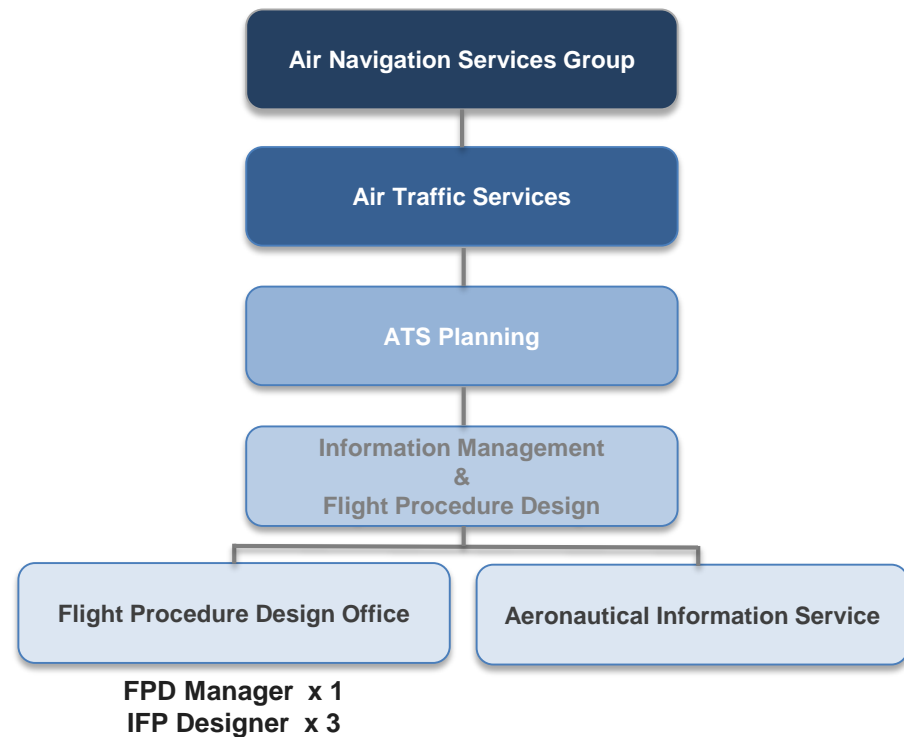 Air Navigation Services Group
Air Traffic Services
ATS Planning
Information Management
&
Flight Procedure Design
Flight Procedure Design Office
Aeronautical Information Service
FPD Manager x 1
IFP Designer x 3